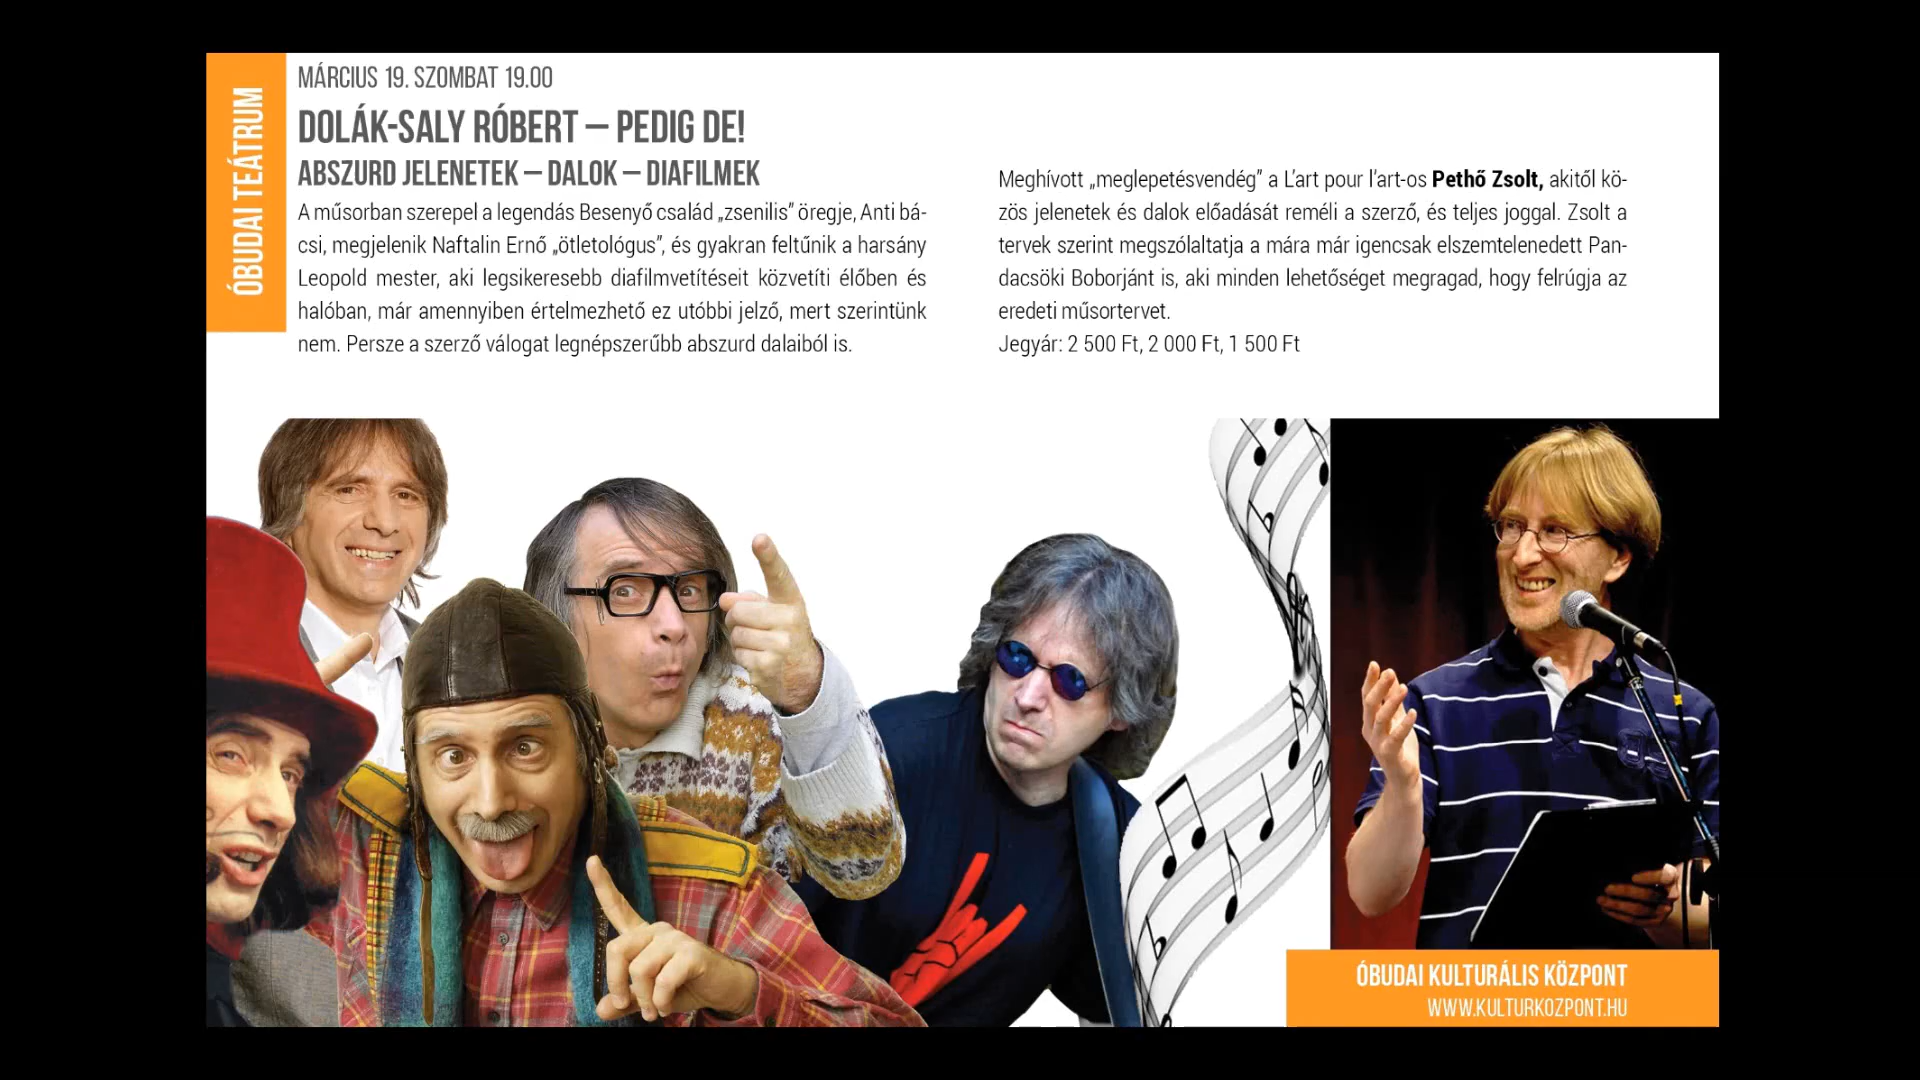 ÓBUDAI TEÁTRUM
MÁRCIUS 19. SZOMBAT 19.00
DOLÁK-SALY RÓBERT – PEDIG DE!
ABSZURD JELENETEK – DALOK – DIAFILMEK
A műsorban szerepel a legendás Besenyő család „zsenilis” öregje, Anti bá-
csi, megjelenik Naftalin Ernő „ötletológus”, és gyakran feltűnik a harsány
Leopold mester, aki legsikeresebb diafilmvetítéseit közvetíti élőben és
halóban, már amennyiben értelmezhető ez utóbbi jelző, mert szerintünk
nem. Persze a szerző válogat legnépszerűbb abszurd dalaiból is.
Meghívott „meglepetésvendég” a L’art pour l’art-os Pethő Zsolt, akitől kö-
zös jelenetek és dalok előadását reméli a szerző, és teljes joggal. Zsolt a
tervek szerint megszólaltatja a mára már igencsak elszemtelenedett Pan-
dacsöki Boborjánt is, aki minden lehetőséget megragad, hogy felrúgja az
eredeti műsortervet.
Jegyár: 2 500 Ft, 2 000 Ft, 1 500 Ft
ÓBUDAI KULTURÁLIS KÖZPONT
WWW.KULTURKOZPONT.HU